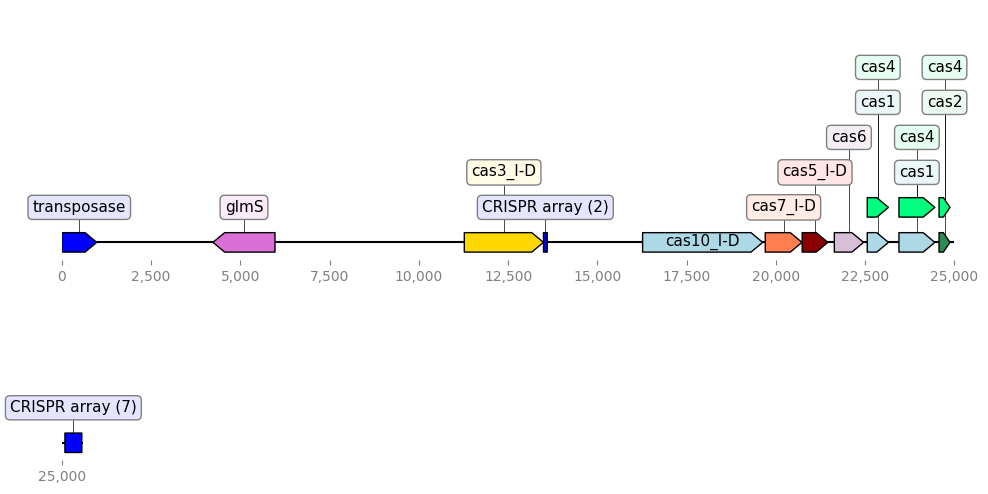 cas4 cas4
cas1 cas2
cas6 cas4
cas3_I-D cas5_I-D cas1
transposase glmS CRISPR array (2) cas7_I-D
cas10_I-D
0 2,500 5,000 7,500 10,000 12,500 15,000 17,500 20,000 22,500 25,000
CRISPR array (7)
25,000